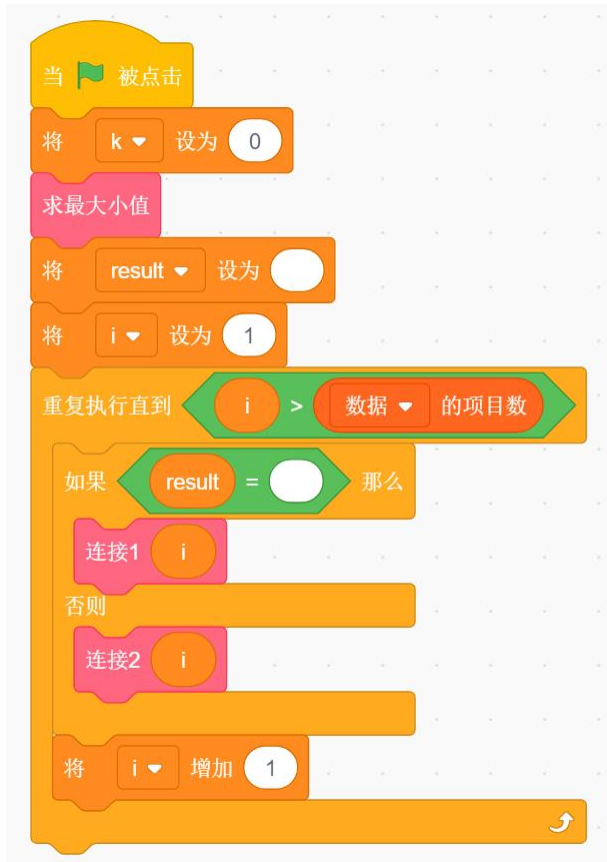 当 被点击
将 k 设为 0
求最大小值
将 result 设为
将 i 设为 1
重复执行直到 i > 数据 的项目数
如果 result = 那么
连接1 i
否则
连接2 i
将 i 增加 1